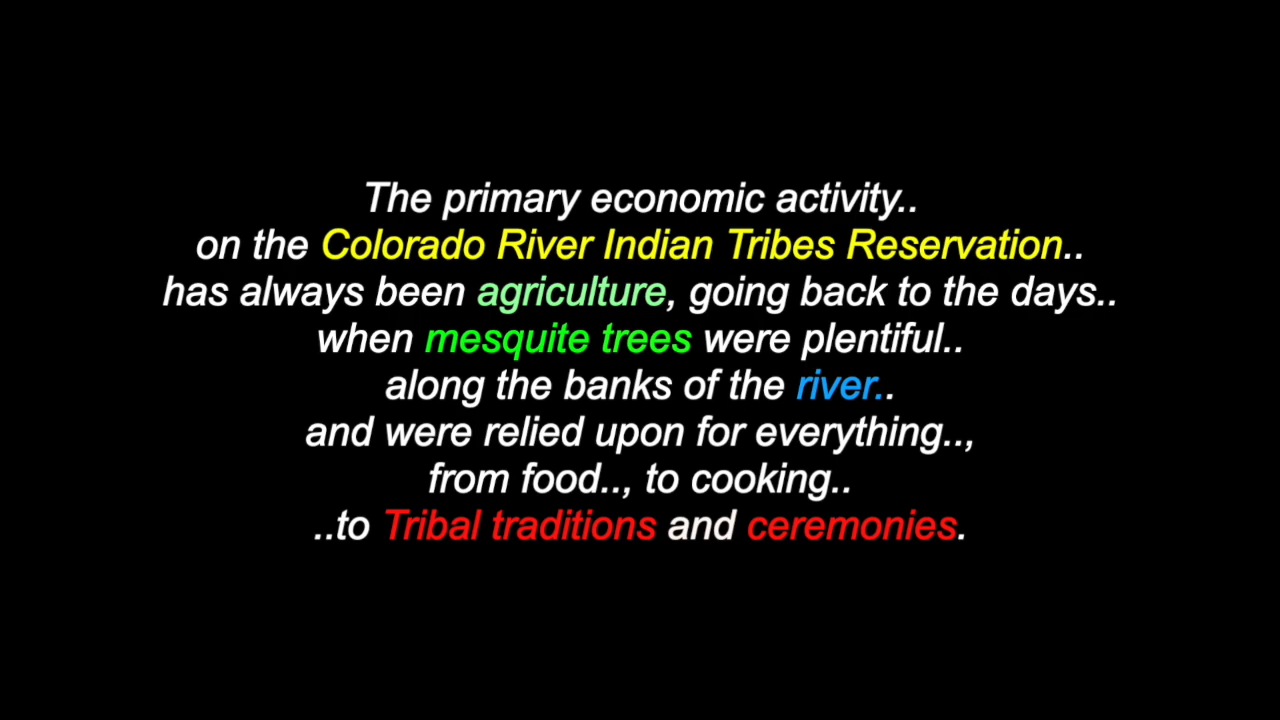 The primary economic activity..
on the Colorado River Indian Tribes Reservation..
has always been agriculture, going back to the days..
when mesquite trees were plentiful..
along the banks of the river..
and were relied upon for everything..,
from food.., to cooking..
..to Tribal traditions and ceremonies.